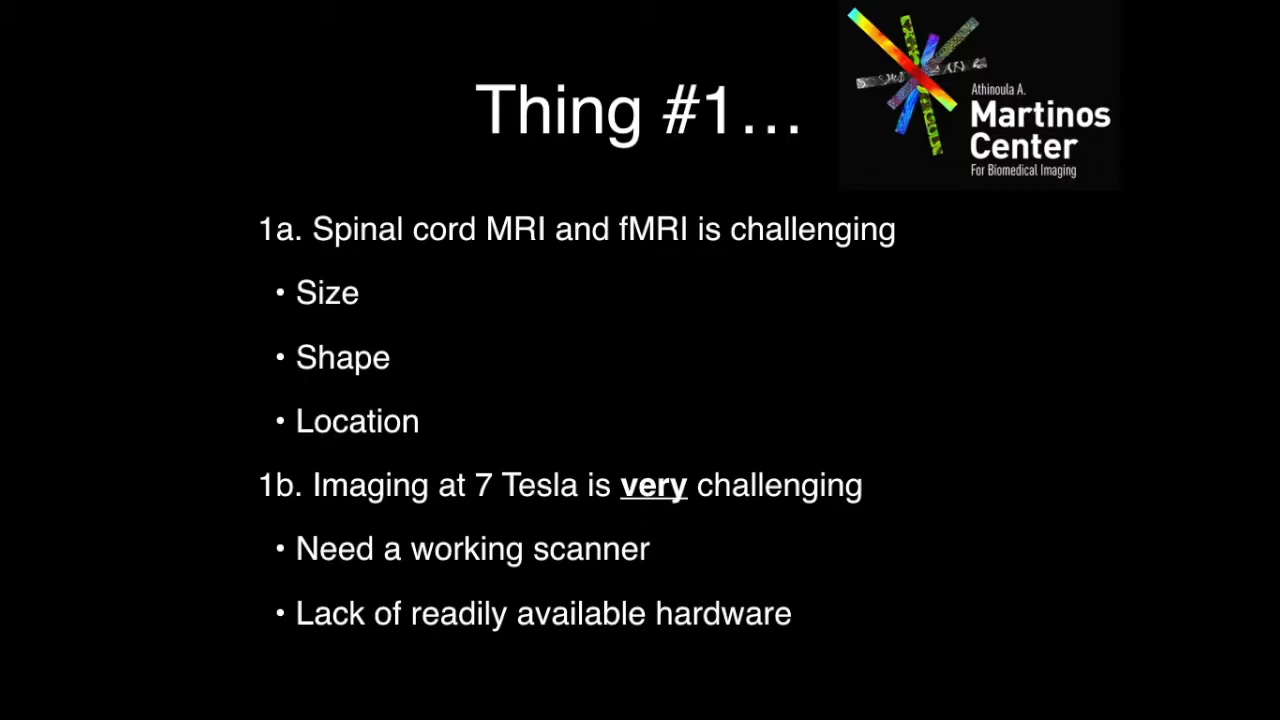 Thing #1…
Athinoula A.
Martinos
Center
For Biomedical Imaging
1a. Spinal cord MRI and fMRI is challenging
• Size
• Shape
• Location
1b. Imaging at 7 Tesla is very challenging
• Need a working scanner
• Lack of readily available hardware